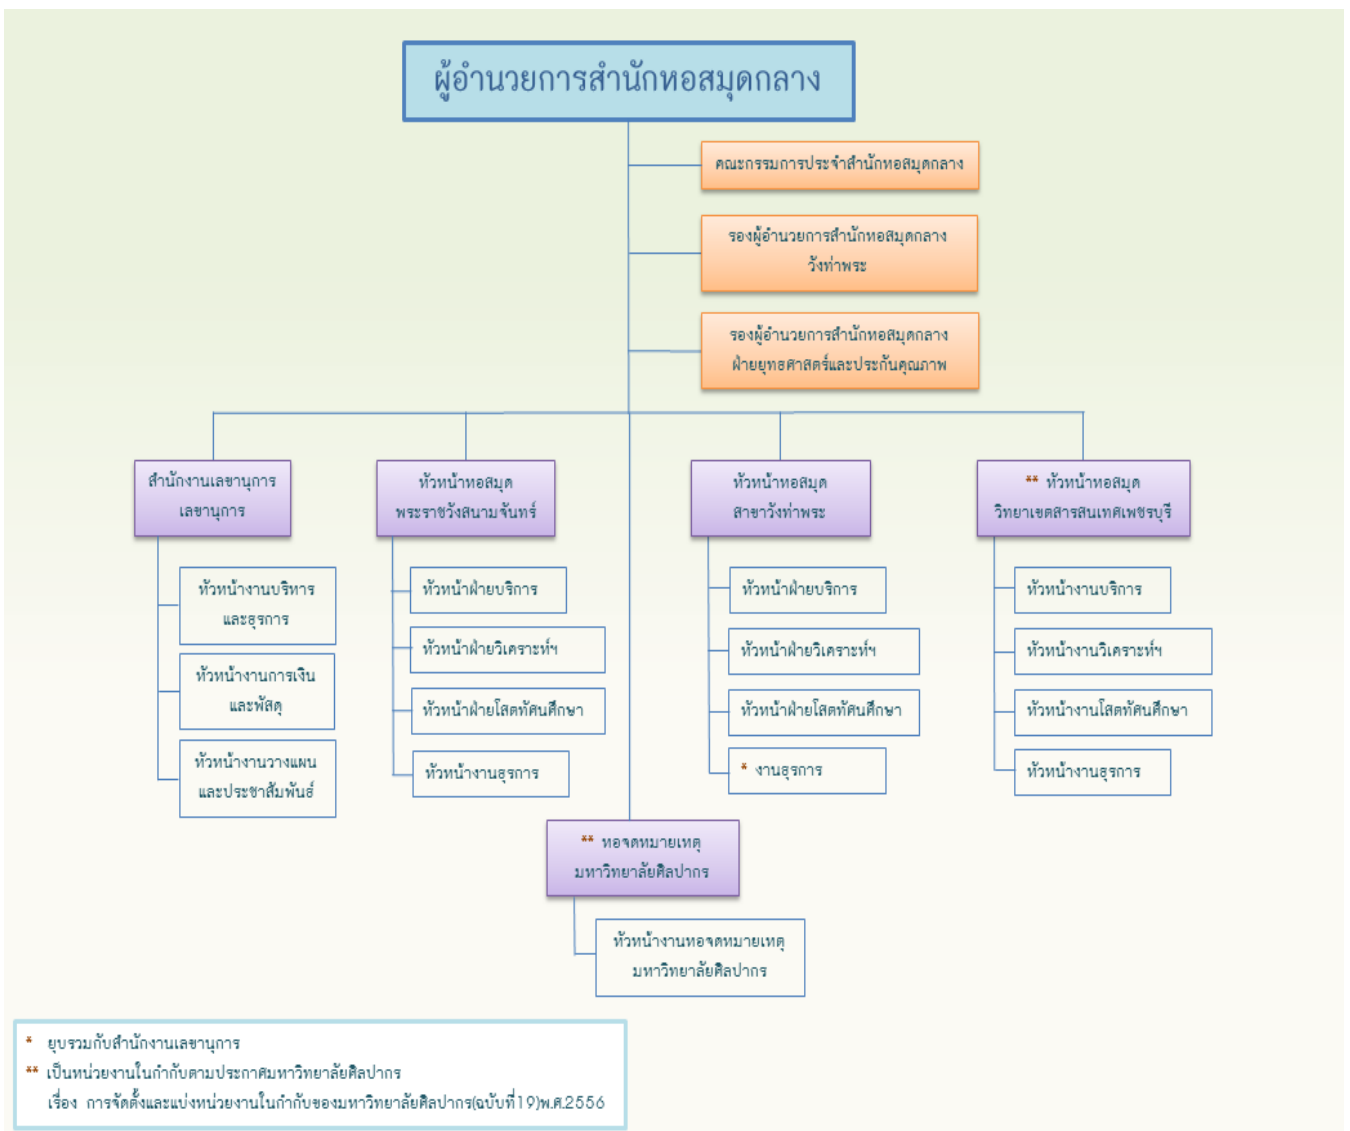 ผู้อำนวยการสำนักหอสมุดกลาง
คณะกรรมการประจำสำนักหอสมุดกลาง
รองผู้อำนวยการสำนักหอสมุดกลาง
วังท่าพระ
รองผู้อำนวยการสำนักหอสมุดกลาง
ฝ่ายยุทธศาสตร์และประกันคุณภาพ
สำนักงานเลขานุการ
เลขานุการ
หัวหน้างานบริหาร
และธุรการ
หัวหน้างานการเงิน
และพัสดุ
หัวหน้างานวางแผน
และประชาสัมพันธ์
หัวหน้าหอสมุด
พระราชวังสนามจันทร์
หัวหน้าฝ่ายบริการ
หัวหน้าฝ่ายวิเคราะห์ฯ
หัวหน้าฝ่ายโสตทัศนศึกษา
หัวหน้างานธุรการ
หัวหน้าหอสมุด
สาขาวังท่าพระ
หัวหน้าฝ่ายบริการ
หัวหน้าฝ่ายวิเคราะห์ฯ
หัวหน้าฝ่ายโสตทัศนศึกษา
* งานธุรการ
** หัวหน้าหอสมุด
วิทยาเขตสารสนเทศเพชรบุรี
หัวหน้างานบริการ
หัวหน้างานวิเคราะห์ฯ
หัวหน้างานโสตทัศนศึกษา
หัวหน้างานธุรการ
** หอจดหมายเหตุ
มหาวิทยาลัยศิลปากร
หัวหน้างานหอจดหมายเหตุ
มหาวิทยาลัยศิลปากร
* ยุบรวมกับสำนักงานเลขานุการ
** เป็นหน่วยงานในกำกับตามประกาศมหาวิทยาลัยศิลปากร
เรื่อง การจัดตั้งและแบ่งหน่วยงานในกำกับของมหาวิทยาลัยศิลปากร(ฉบับที่19)พ.ศ.2556